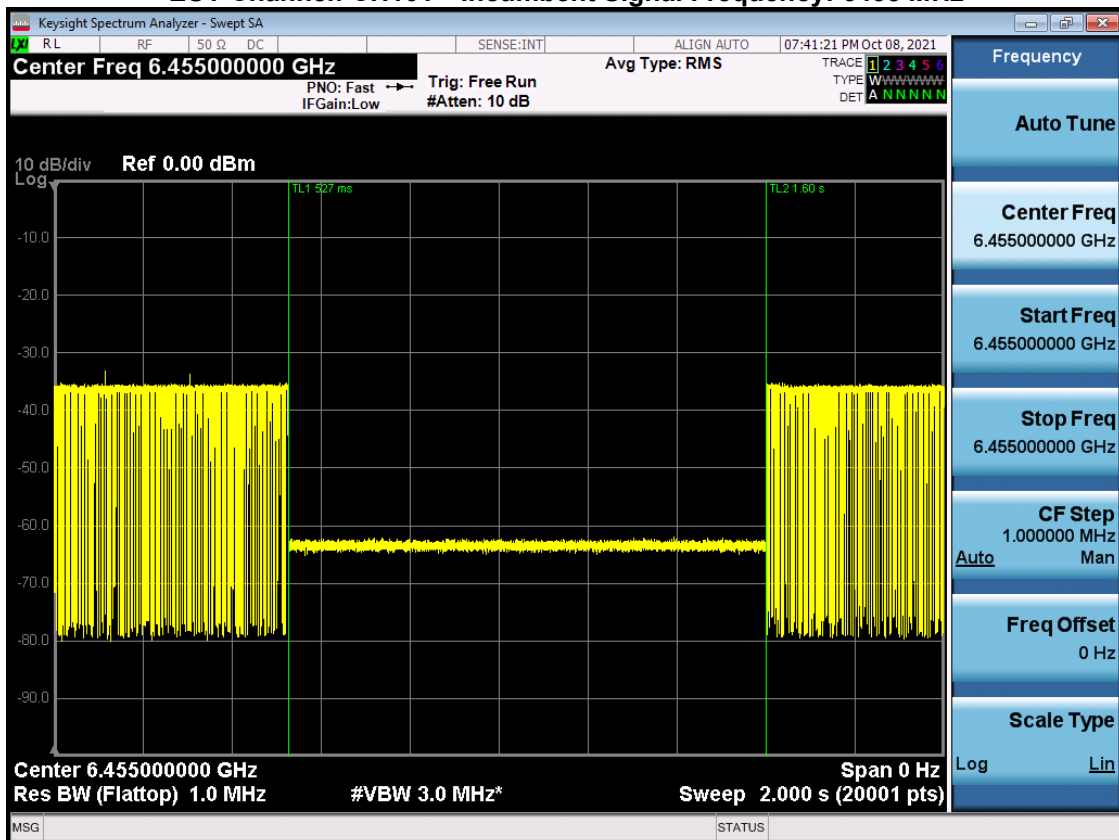 Keysight Spectrum Analyzer - Swept SA
LXI RL RF 50 Ω DC SENSE:INT ALIGN AUTO 07:41:21 PM Oct 08, 2021
Center Freq 6.455000000 GHz
PNO: Fast
IFGain:Low
Trig: Free Run
#Atten: 10 dB
Avg Type: RMS
TRACE 1 2 3 4 5 6
TYPE WWWWWW
DET A N N N N N
10 dB/div Ref 0.00 dBm
Log
TL1 527 ms
TL2 1.60 s
-10.0
-20.0
-30.0
-40.0
-50.0
-60.0
-70.0
-80.0
-90.0
Center 6.455000000 GHz Span 0 Hz
Res BW (Flattop) 1.0 MHz #VBW 3.0 MHz* Sweep 2.000 s (20001 pts)
MSG STATUS
Frequency
Auto Tune
Center Freq
6.455000000 GHz
Start Freq
6.455000000 GHz
Stop Freq
6.455000000 GHz
CF Step
1.000000 MHz
Auto Man
Freq Offset
0 Hz
Scale Type
Log Lin